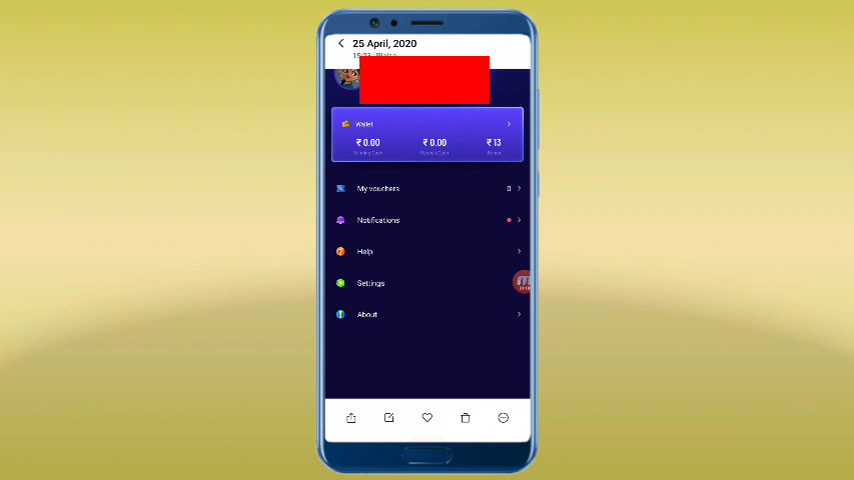 25 April, 2020
Wallet
₹ 0.00 ₹ 0.00 ₹ 13
My vouchers
Notifications
Help
Settings
About